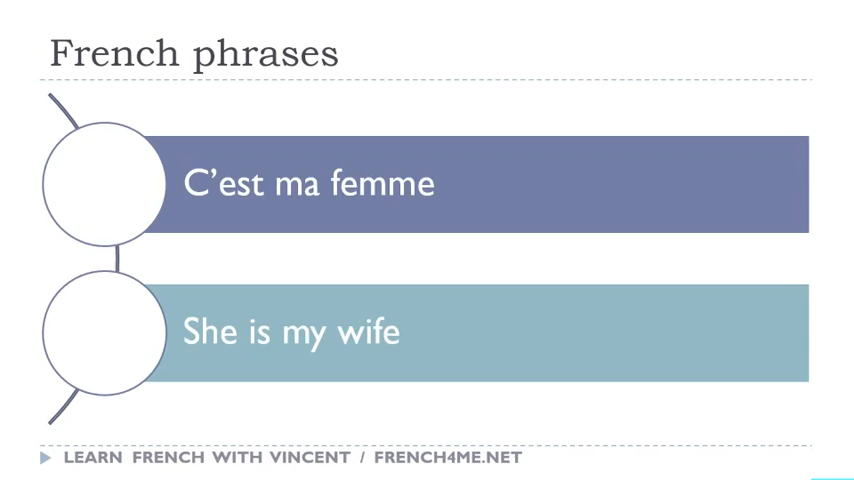 French phrases
C’est ma femme
She is my wife
LEARN FRENCH WITH VINCENT / FRENCH4ME.NET